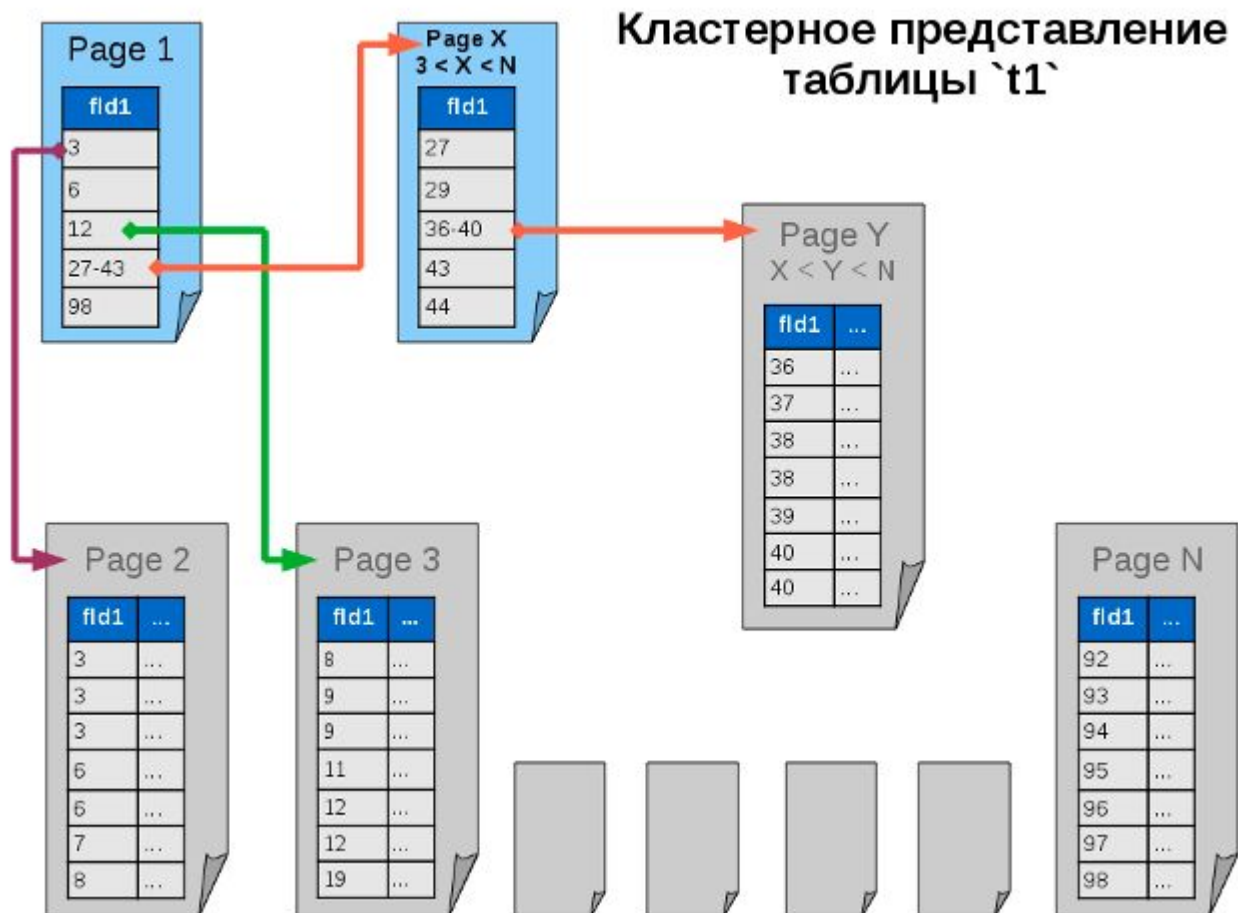 Кластерное представление
таблицы `t1`
Page 1
fld1
3
6
12
27-43
98
Page X
3 < X < N
fld1
27
29
36-40
43
44
Page Y
X < Y < N
fld1 ...
36 ...
37 ...
38 ...
38 ...
39 ...
40 ...
40 ...
Page 2
fld1 ...
3 ...
3 ...
3 ...
6 ...
6 ...
7 ...
8 ...
Page 3
fld1 ...
8 ...
9 ...
9 ...
11 ...
12 ...
12 ...
19 ...
Page N
fld1 ...
92 ...
93 ...
94 ...
95 ...
96 ...
97 ...
98 ...